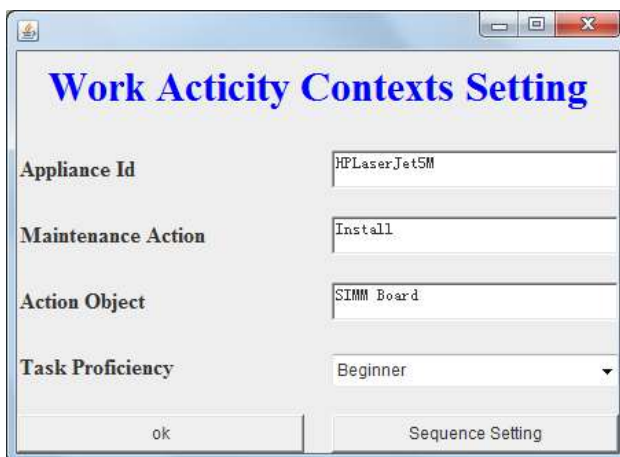 Work Acticity Contexts Setting
Appliance Id HPLaserJet5M
Maintenance Action Install
Action Object SIMM Board
Task Proficiency Beginner
ok Sequence Setting